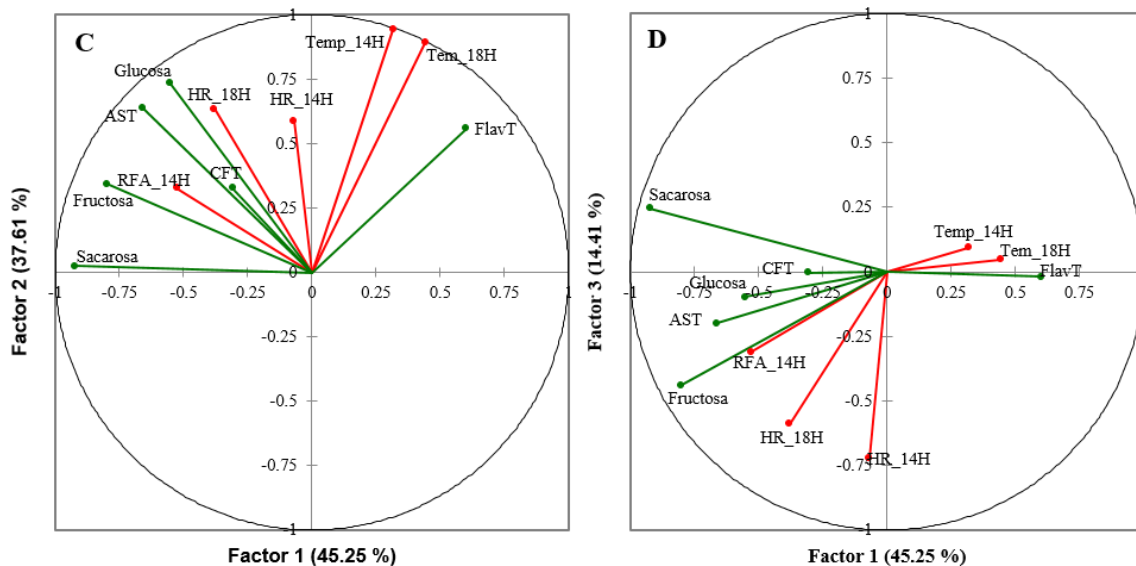 C
1
0.75
0.5
0.25
0
-0.25
-0.5
-0.75
-1
-1
-0.75
-0.5
-0.25
0
0.25
0.5
0.75
1
Temp_14H
Tem_18H
Glucosa
HR_18H
HR_14H
AST
FlavT
CFT
RFA_14H
Fructosa
Sacarosa
Factor 2 (37.61 %)
Factor 1 (45.25 %)
D
1
0.75
0.5
0.25
0
-0.25
-0.5
-0.75
-1
-1
-0.75
-0.5
-0.25
0
0.25
0.5
0.75
Sacarosa
Temp_14H
Tem_18H
CFT
FlavT
Glucosa
AST
RFA_14H
Fructosa
HR_18H
HR_14H
Factor 3 (14.41 %)
Factor 1 (45.25 %)